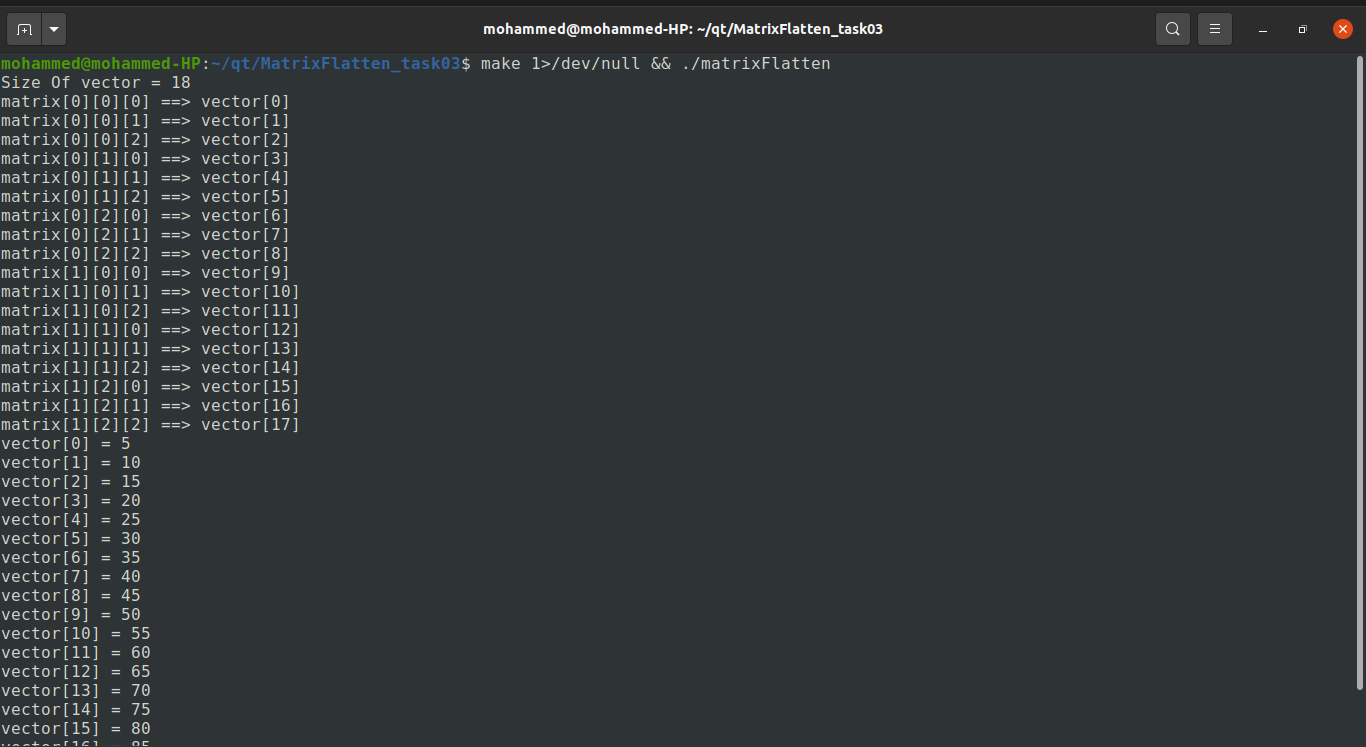 mohammed@mohammed-HP: ~/qt/MatrixFlatten_task03
mohammed@mohammed-HP:~/qt/MatrixFlatten_task03$ make 1>/dev/null && ./matrixFlatten
Size Of vector = 18
matrix[0][0][0] ==> vector[0]
matrix[0][0][1] ==> vector[1]
matrix[0][0][2] ==> vector[2]
matrix[0][1][0] ==> vector[3]
matrix[0][1][1] ==> vector[4]
matrix[0][1][2] ==> vector[5]
matrix[0][2][0] ==> vector[6]
matrix[0][2][1] ==> vector[7]
matrix[0][2][2] ==> vector[8]
matrix[1][0][0] ==> vector[9]
matrix[1][0][1] ==> vector[10]
matrix[1][0][2] ==> vector[11]
matrix[1][1][0] ==> vector[12]
matrix[1][1][1] ==> vector[13]
matrix[1][1][2] ==> vector[14]
matrix[1][2][0] ==> vector[15]
matrix[1][2][1] ==> vector[16]
matrix[1][2][2] ==> vector[17]
vector[0] = 5
vector[1] = 10
vector[2] = 15
vector[3] = 20
vector[4] = 25
vector[5] = 30
vector[6] = 35
vector[7] = 40
vector[8] = 45
vector[9] = 50
vector[10] = 55
vector[11] = 60
vector[12] = 65
vector[13] = 70
vector[14] = 75
vector[15] = 80
vector[16] = 85